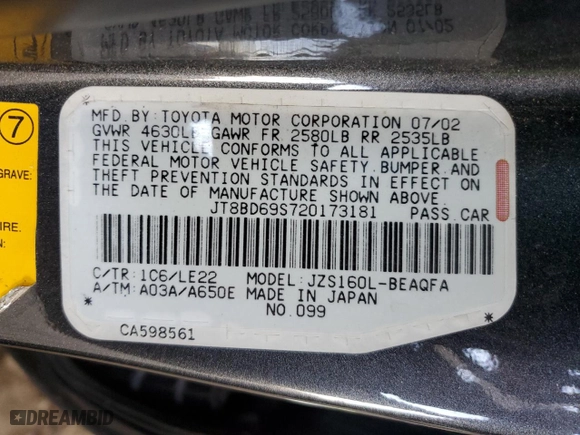 MFD BY: TOYOTA MOTOR CORPORATION 07/02
GVWR 4630LB GAWR FR 2580LB RR 2535LB
THIS VEHICLE CONFORMS TO ALL APPLICABLE
FEDERAL MOTOR VEHICLE SAFETY, BUMPER, AND
THEFT PREVENTION STANDARDS IN EFFECT ON
THE DATE OF MANUFACTURE SHOWN ABOVE.
JT8BD69S720173181 PASS.CAR
C/TR: 1C6/LE22 MODEL: JZS160L-BEAQFA
A/TM: A03A/A650E MADE IN JAPAN
NO.099
CA598561
7
GRAVE:
IRE.
N:
DREAMBID